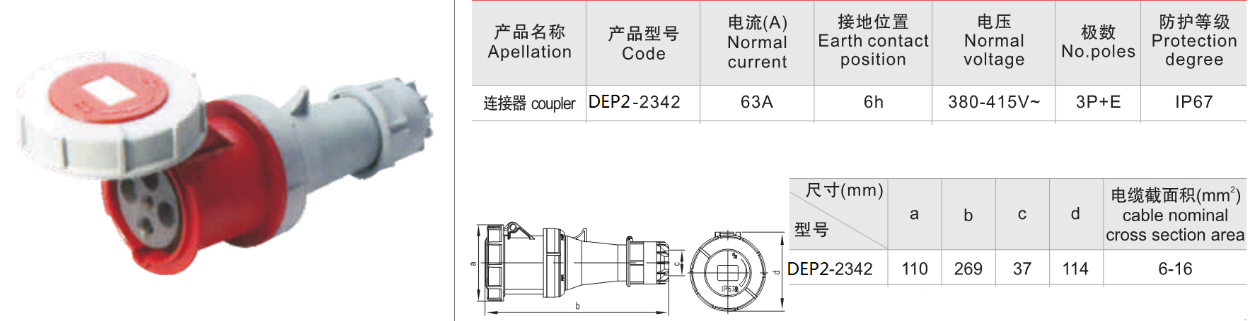 产品名称 Apellation
产品型号 Code
电流(A) Normal current
接地位置 Earth contact position
电压 Normal voltage
极数 No.poles
防护等级 Protection degree
连接器 coupler DEP2-2342 63A 6h 380-415V~ 3P+E IP67
尺寸(mm)
型号
a b c d
电缆截面积(mm²) cable nominal cross section area
DEP2-2342 110 269 37 114 6-16
a
b
c
d
IP67